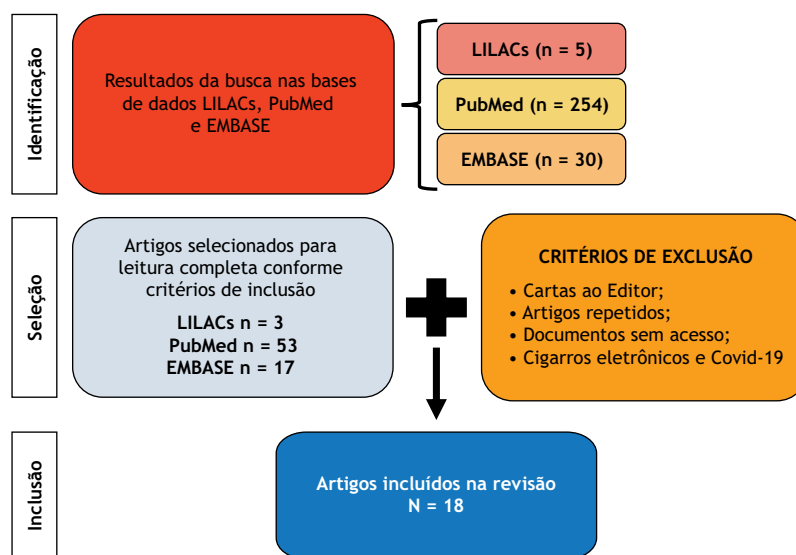 Identificação
Resultados da busca nas bases
de dados LILACs, PubMed
e EMBASE
LILACs (n = 5)
PubMed (n = 254)
EMBASE (n = 30)
Seleção
Artigos selecionados para
leitura completa conforme
critérios de inclusão
LILACs n = 3
PubMed n = 53
EMBASE n = 17
CRITÉRIOS DE EXCLUSÃO
• Cartas ao Editor;
• Artigos repetidos;
• Documentos sem acesso;
• Cigarros eletrônicos e Covid-19
Inclusão
Artigos incluídos na revisão
N = 18